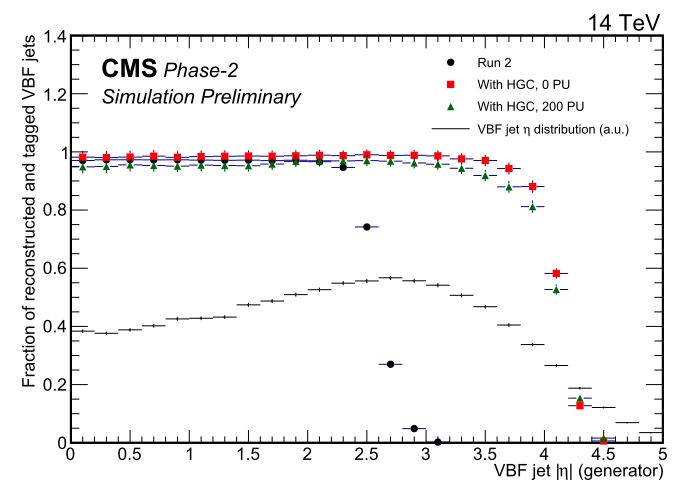 14 TeV
CMS Phase-2
Simulation Preliminary
Run 2
With HGC, 0 PU
With HGC, 200 PU
VBF jet η distribution (a.u.)
Fraction of reconstructed and tagged VBF jets
1.4
1.2
1
0.8
0.6
0.4
0.2
0
0 0.5 1 1.5 2 2.5 3 3.5 4 4.5 5
VBF jet |η| (generator)